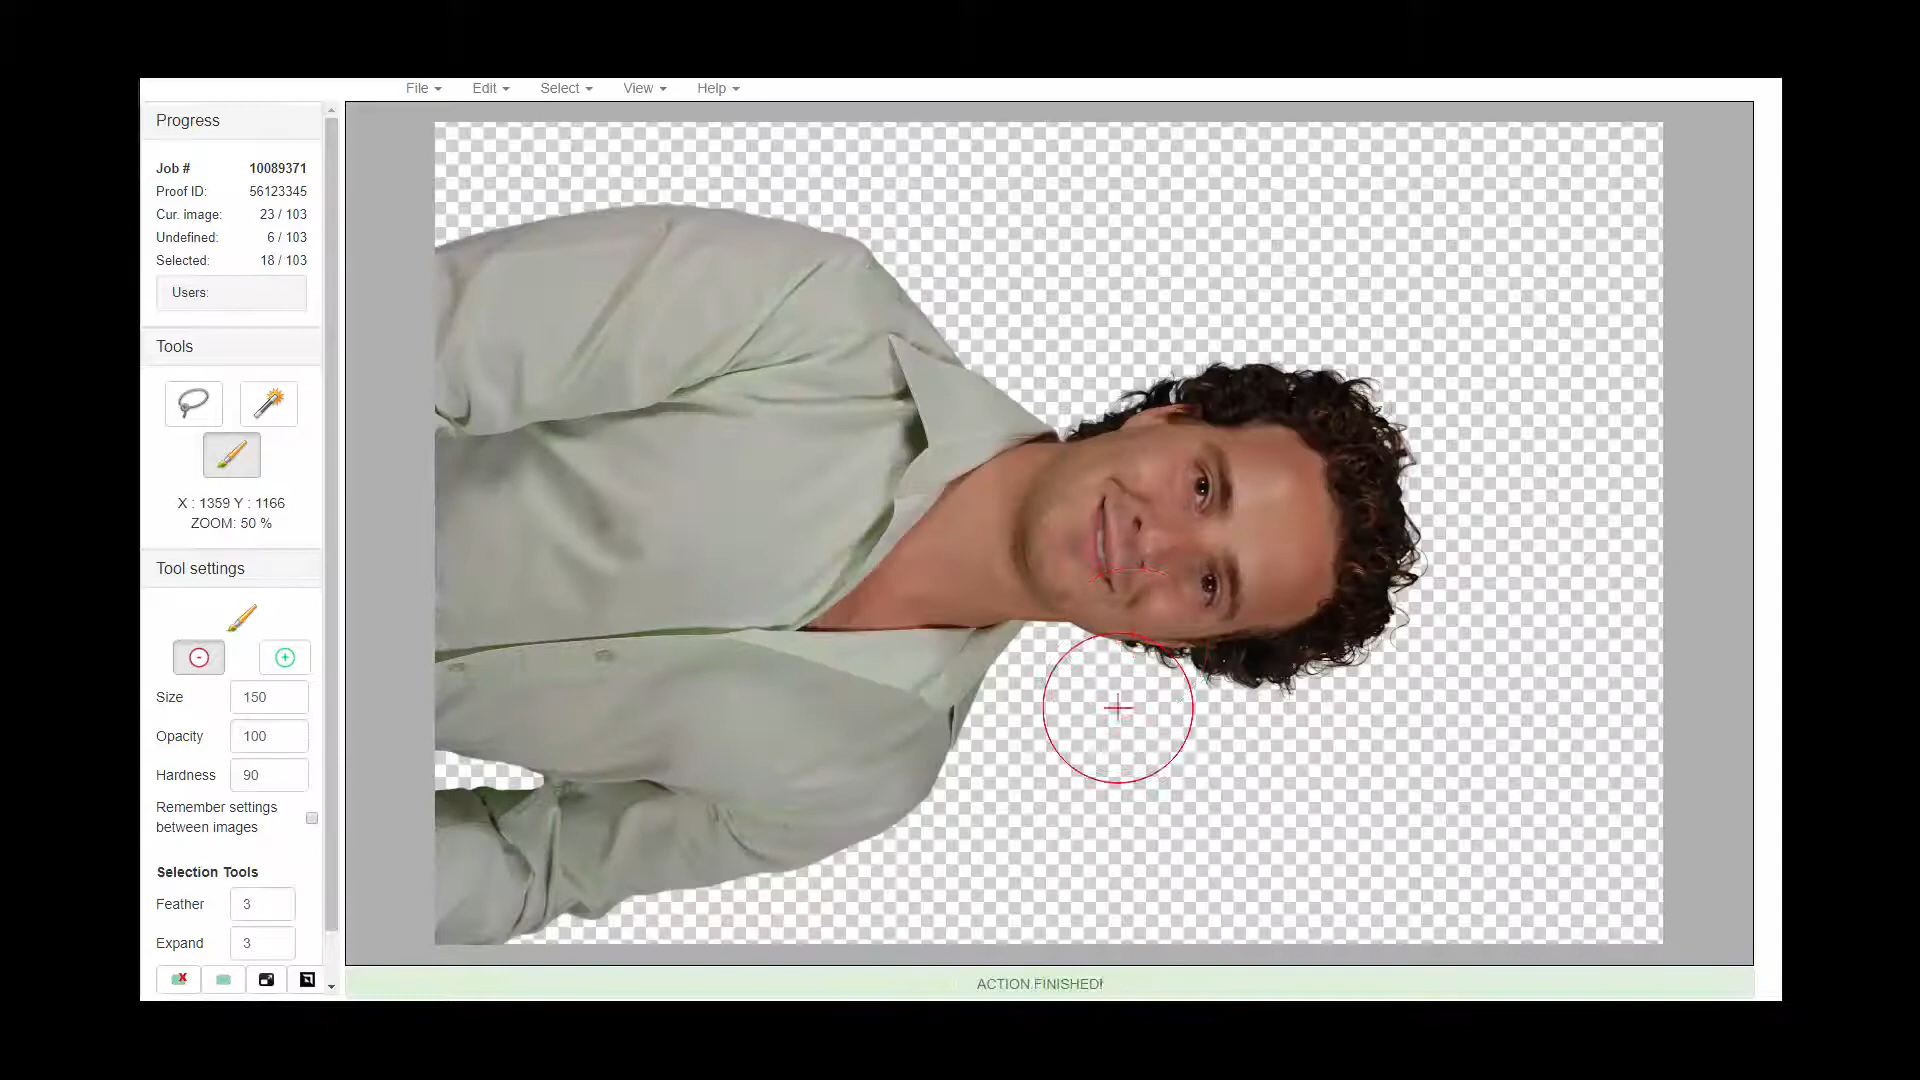 File Edit Select View Help
Progress
Job # 10089371
Proof ID: 56123345
Cur. image: 23 / 103
Undefined: 6 / 103
Selected: 18 / 103
Users:
Tools
X : 1359 Y : 1166
ZOOM: 50 %
Tool settings
Size 150
Opacity 100
Hardness 90
Remember settings
between images
Selection Tools
Feather 3
Expand 3
ACTION FINISHED!